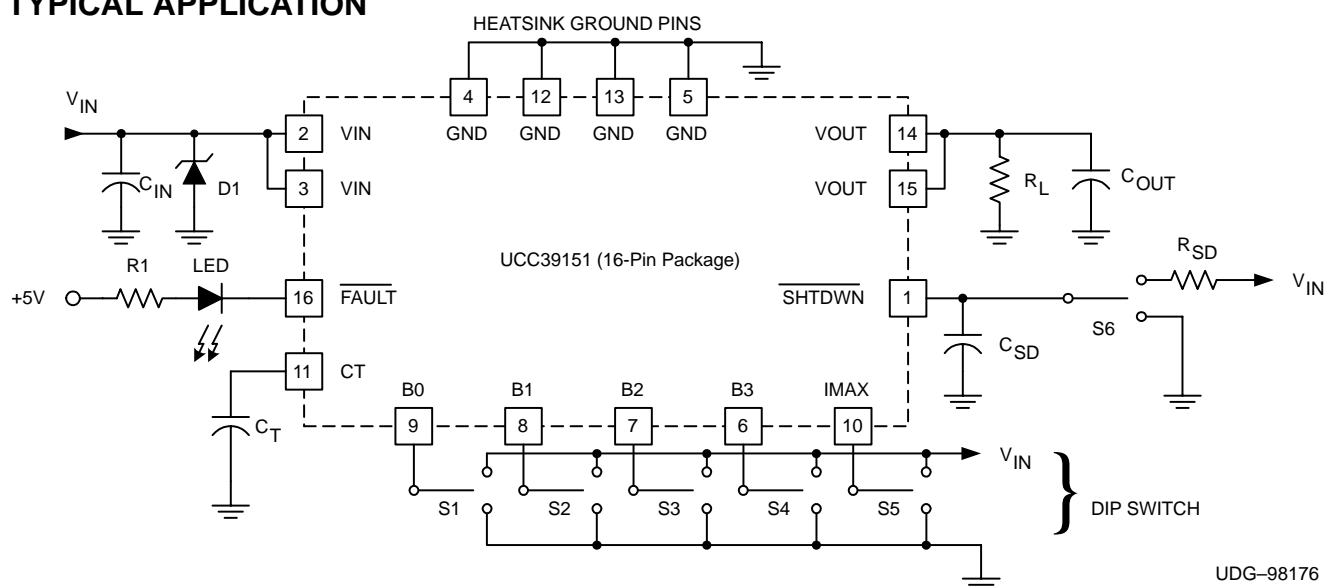 TYPICAL APPLICATION
HEATSINK GROUND PINS
4 12 13 5
GND GND GND GND
VIN
2 VIN
3 VIN
CIN
D1
VOUT 14
VOUT 15
RL
COUT
R1 LED
+5V
16 FAULT
UCC39151 (16-Pin Package)
SHTDWN 1
RSD
VIN
S6
CSD
11 CT
CT
B0 B1 B2 B3 IMAX
9 8 7 6 10
VIN
S1 S2 S3 S4 S5
} DIP SWITCH
UDG–98176